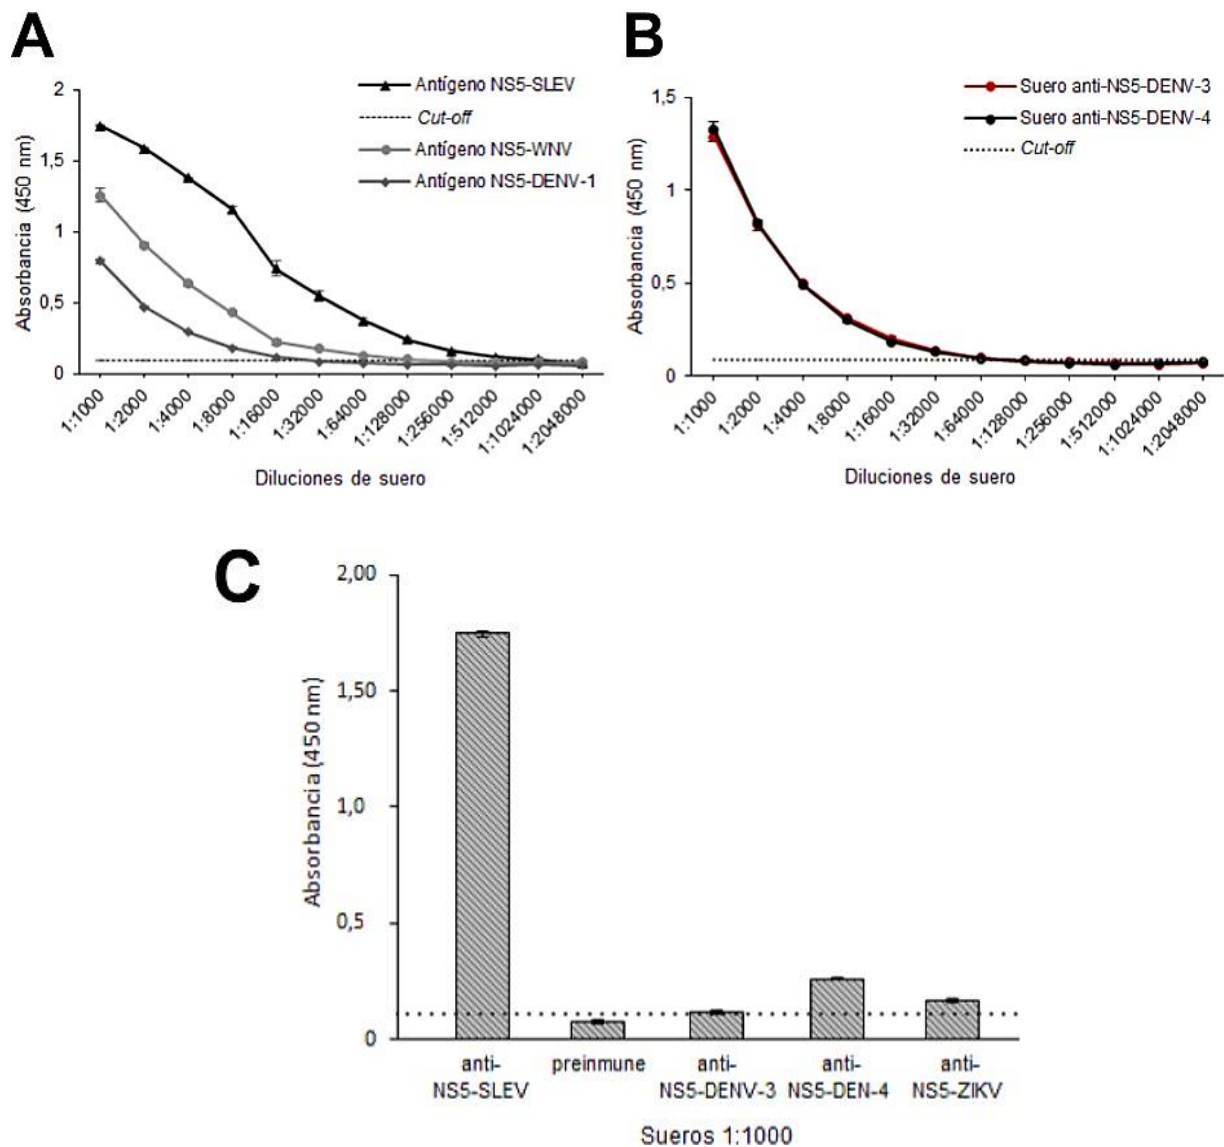 A
Antígeno NS5-SLEV
Cut-off
Antígeno NS5-WNV
Antígeno NS5-DENV-1
Absorbancia (450 nm)
2
1,5
1
0,5
0
1:1000
1:2000
1:4000
1:8000
1:16000
1:32000
1:64000
1:128000
1:256000
1:512000
1:1024000
1:2048000
Diluciones de suero
B
Suero anti-NS5-DENV-3
Suero anti-NS5-DENV-4
Cut-off
Absorbancia (450 nm)
1,5
1
0,5
0
1:1000
1:2000
1:4000
1:8000
1:16000
1:32000
1:64000
1:128000
1:256000
1:512000
1:1024000
1:2048000
Diluciones de suero
C
Absorbancia (450 nm)
2,00
1,50
1,0
0,5
0
anti-
NS5-SLEV
preinmune
anti-
NS5-DENV-3
anti-
NS5-DEN-4
anti-
NS5-ZIKV
Sueros 1:1000